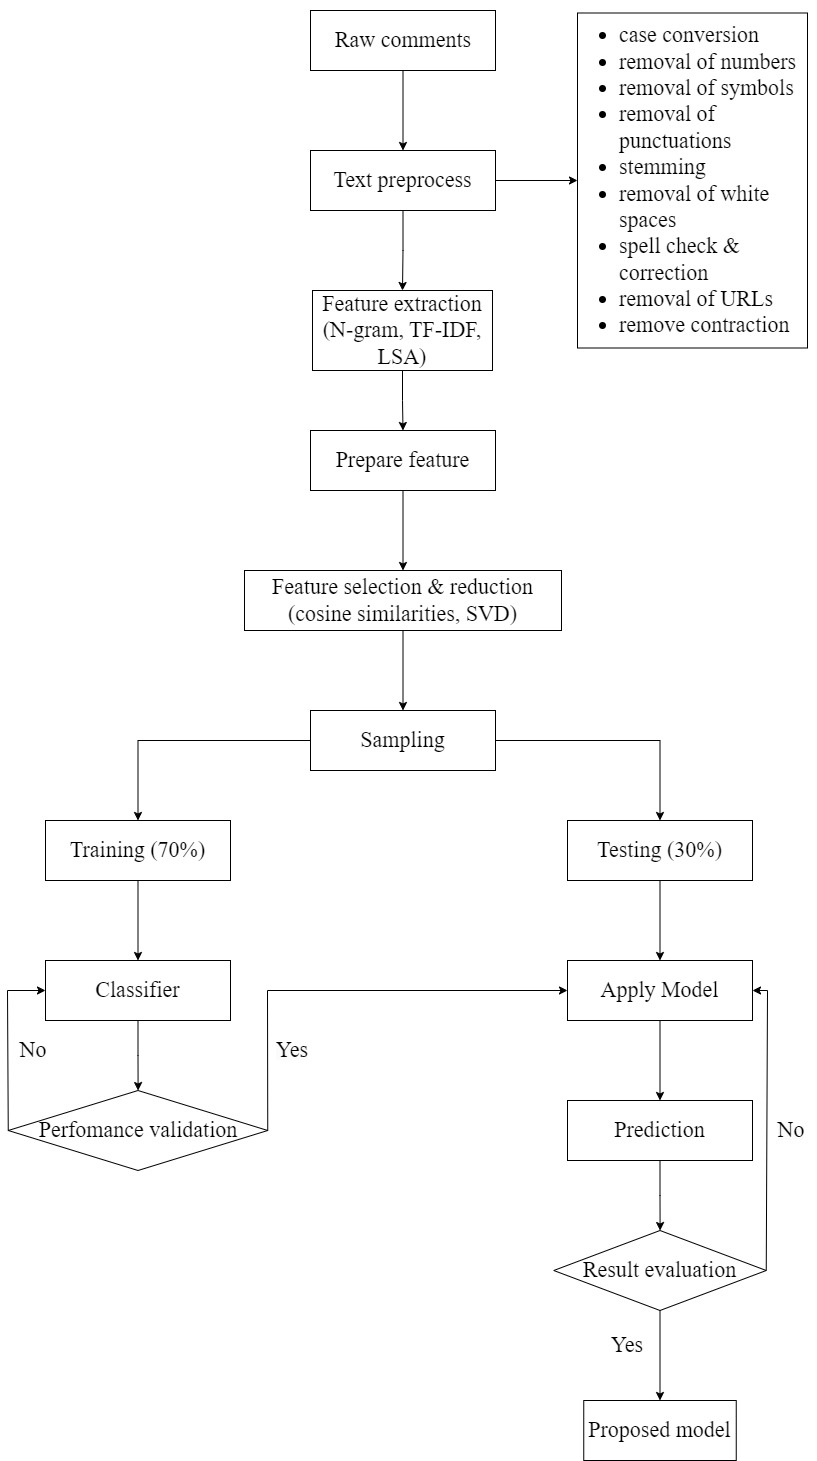 Raw comments
Text preprocess
• case conversion
• removal of numbers
• removal of symbols
• removal of
punctuations
• stemming
• removal of white
spaces
• spell check &
correction
• removal of URLs
• remove contraction
Feature extraction
(N-gram, TF-IDF,
LSA)
Prepare feature
Feature selection & reduction
(cosine similarities, SVD)
Sampling
Training (70%)
Testing (30%)
Classifier
Apply Model
No
Yes
Perfomance validation
Prediction
No
Result evaluation
Yes
Proposed model